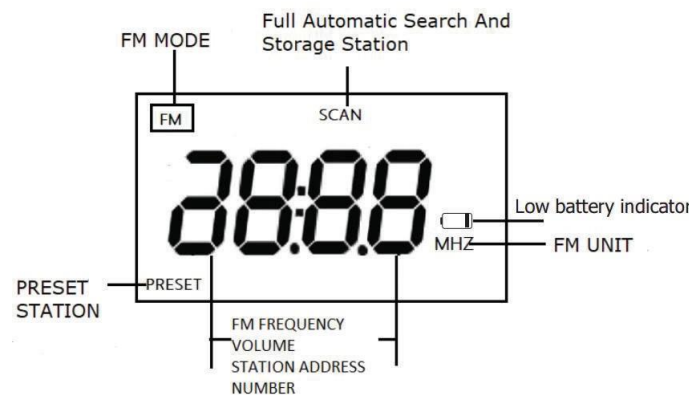 Full Automatic Search And
Storage Station
FM MODE
FM
SCAN
28:8.8
Low battery indicator
MHZ
FM UNIT
PRESET
STATION
PRESET
FM FREQUENCY
VOLUME
STATION ADDRESS
NUMBER